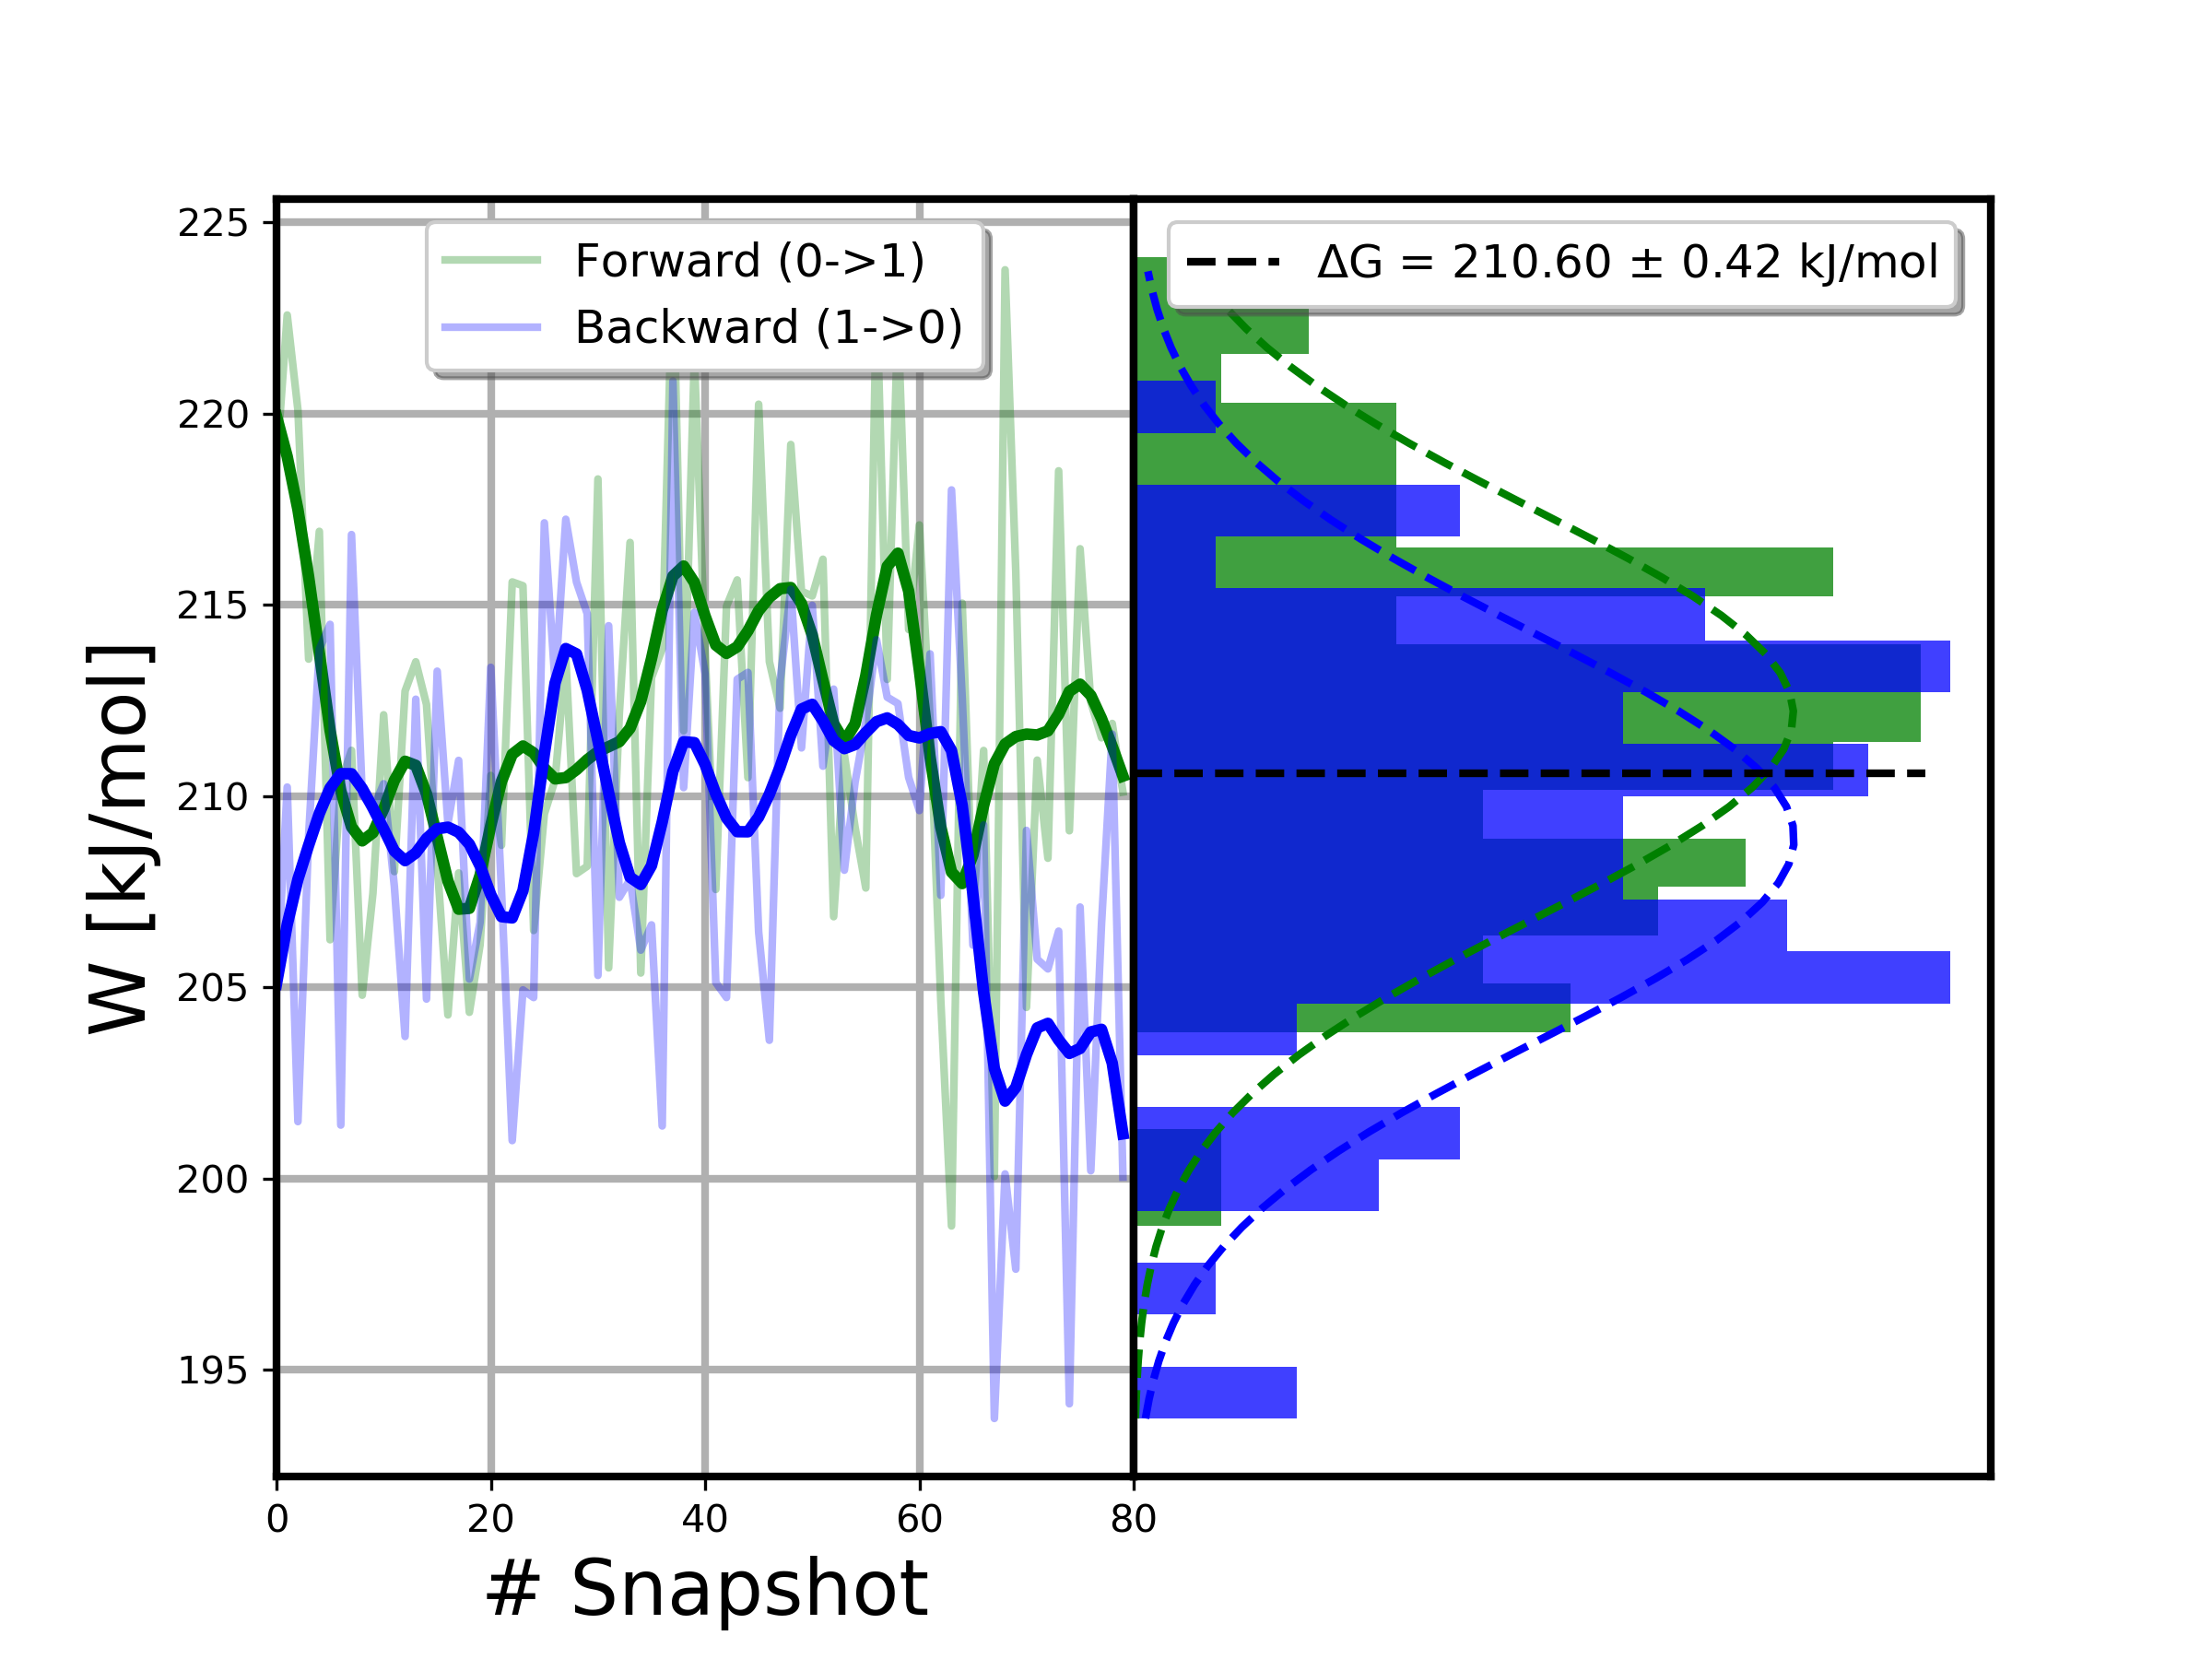 Forward (0->1)
Backward (1->0)
ΔG = 210.60 ± 0.42 kJ/mol
225
220
215
210
205
200
195
W [kJ/mol]
0 20 40 60 80
# Snapshot